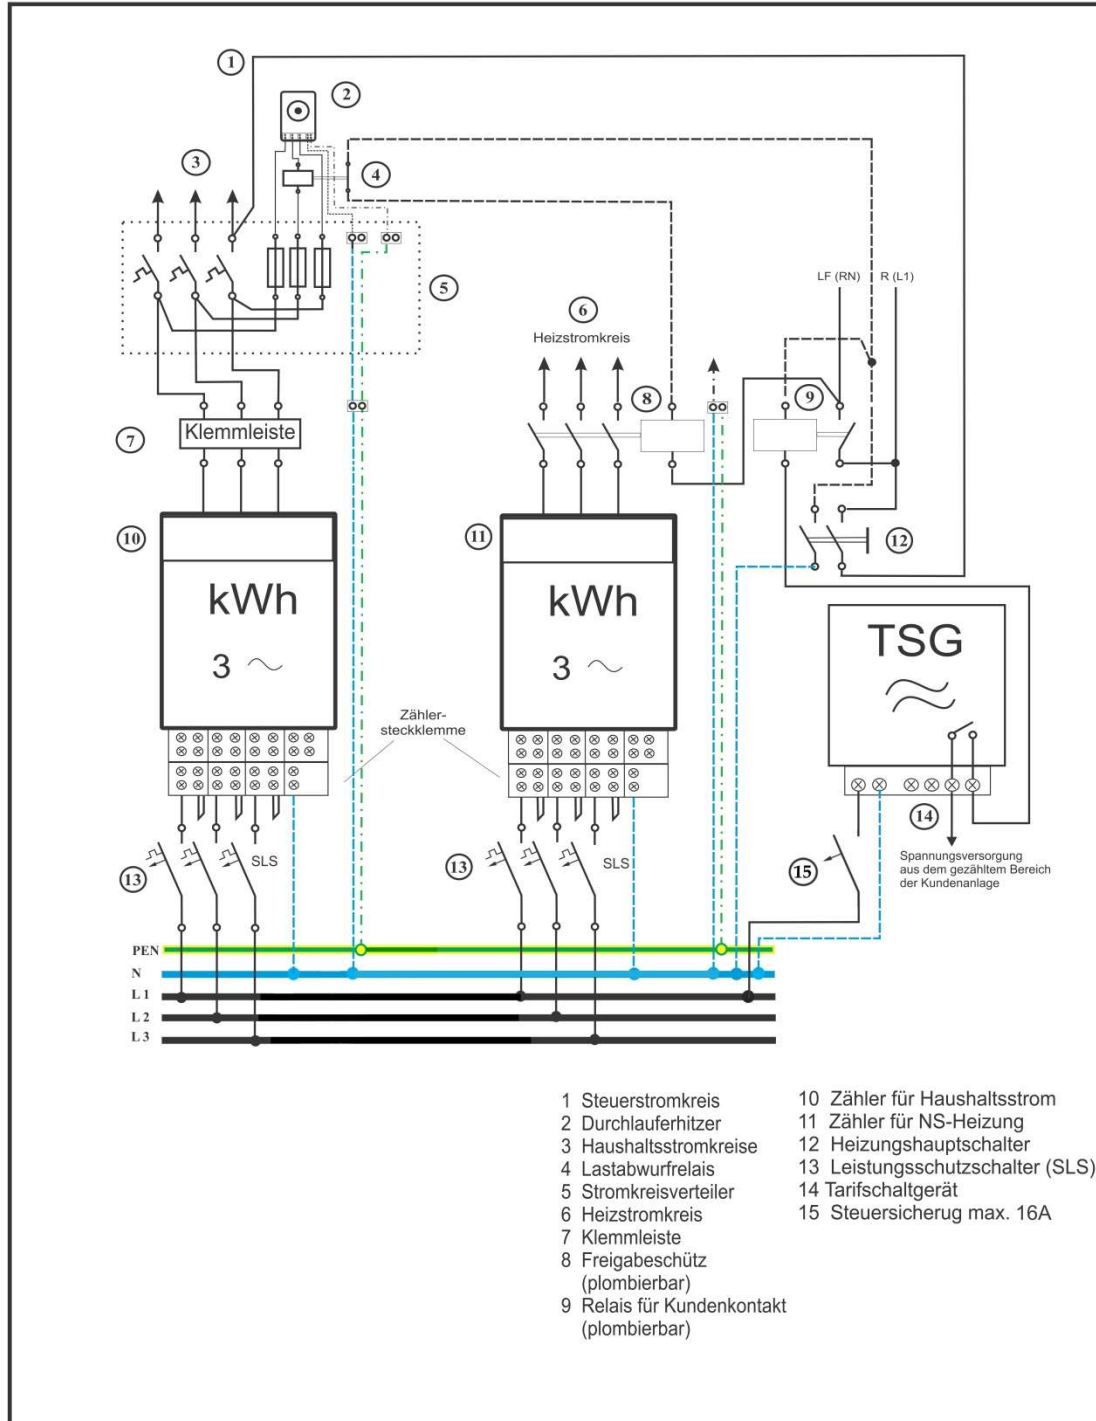 1
2
3
4
5
LF (RN)
R (L1)
6
Heizstromkreis
8
9
7
Klemmleiste
10
kWh
3 ~
11
kWh
3 ~
12
TSG
Zähler-
steckklemme
14
Spannungsversorgung
aus dem gezähltem Bereich
der Kundenanlage
13
SLS
13
SLS
15
PEN
N
L 1
L 2
L 3
1 Steuerstromkreis
2 Durchlauferhitzer
3 Haushaltsstromkreise
4 Lastabwurfrelais
5 Stromkreisverteiler
6 Heizstromkreis
7 Klemmleiste
8 Freigabeschütz
(plombierbar)
9 Relais für Kundenkontakt
(plombierbar)
10 Zähler für Haushaltsstrom
11 Zähler für NS-Heizung
12 Heizungshauptschalter
13 Leistungsschutzschalter (SLS)
14 Tarifschaltgerät
15 Steuersicherug max. 16A